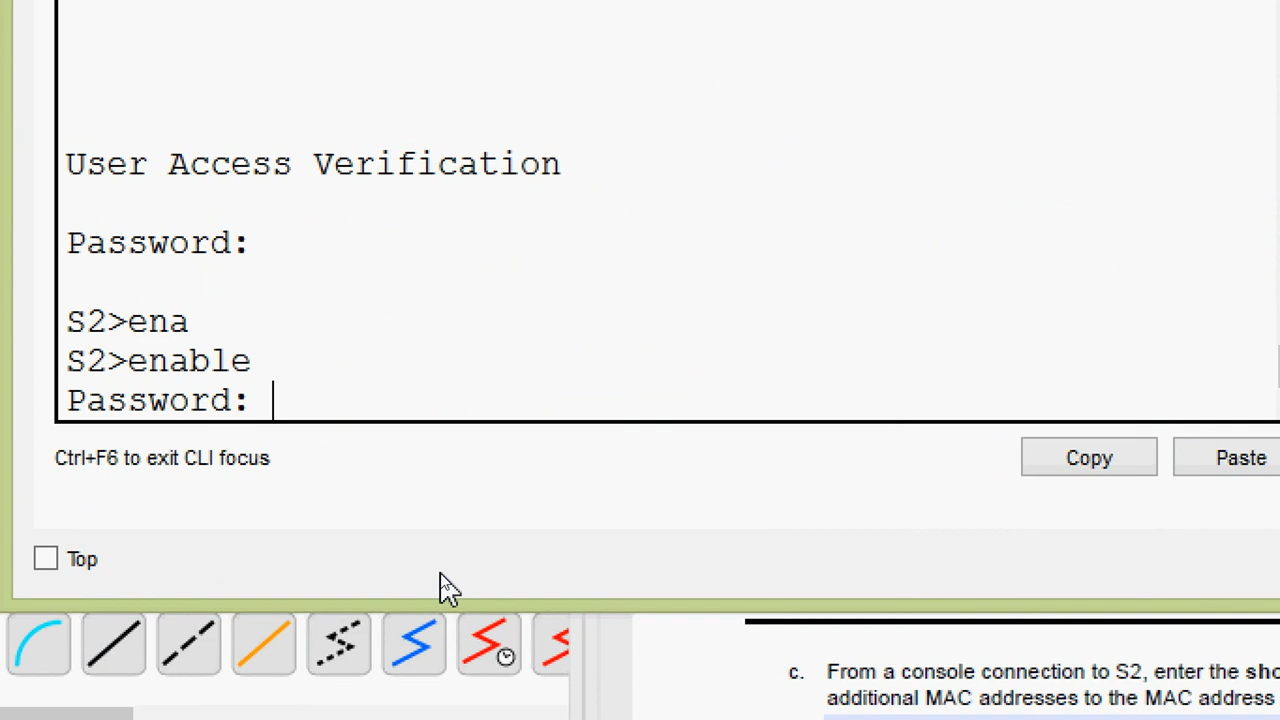 User Access Verification
Password:
S2>ena
S2>enable
Password:
Ctrl+F6 to exit CLI focus
Copy
Paste
Top
c. From a console connection to S2, enter the sho
additional MAC addresses to the MAC address